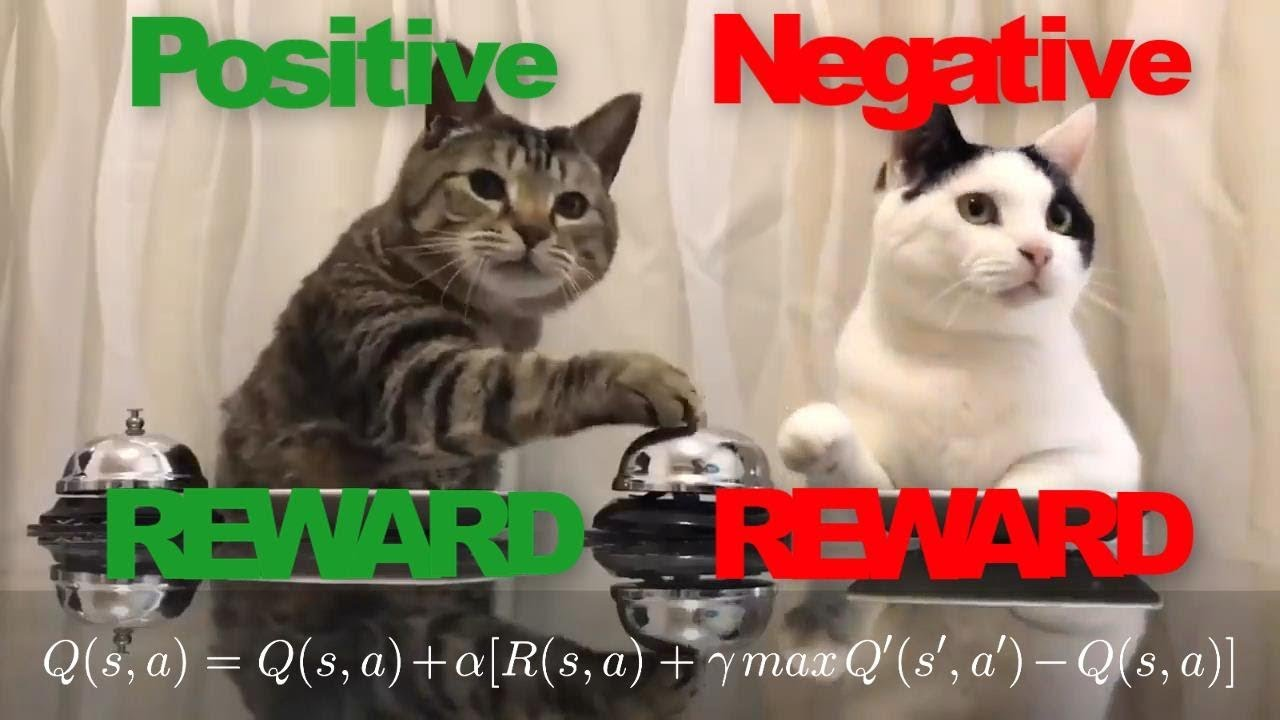 Positive
REWARD
Negative
REWARD
Q(s, a) = Q(s, a) + α[R(s, a) + γ max Q′(s′, a′) − Q(s, a)]